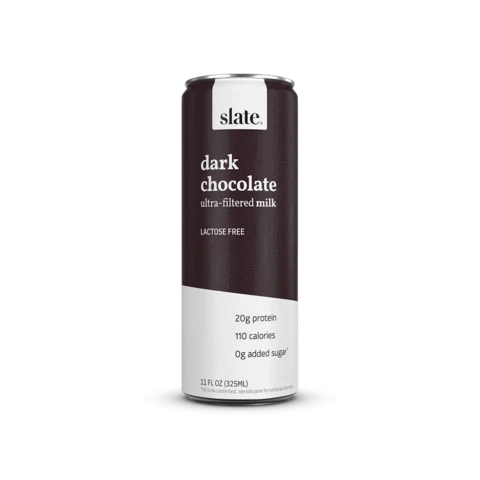 slate
dark
chocolate
ultra-filtered milk
LACTOSE FREE
20g protein
110 calories
0g added sugar*
11 FL OZ (325ML)